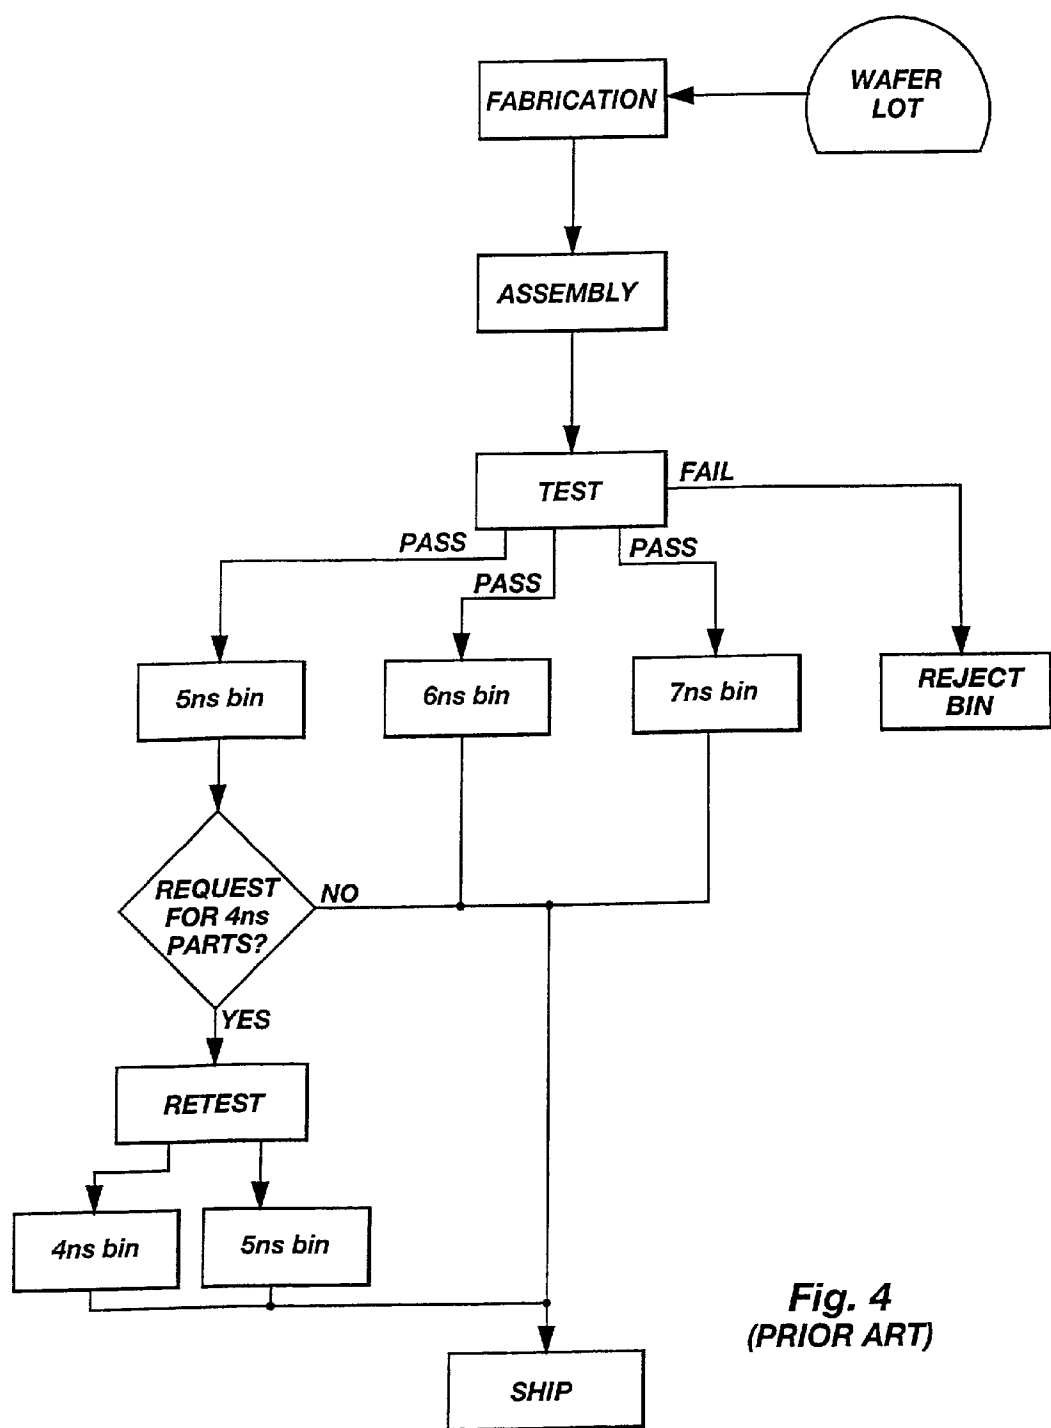 WAFER
LOT
FABRICATION
ASSEMBLY
TEST
FAIL
PASS
PASS
PASS
5ns bin
6ns bin
7ns bin
REJECT
BIN
REQUEST
FOR 4ns
PARTS?
NO
YES
RETEST
4ns bin
5ns bin
SHIP
Fig. 4
(PRIOR ART)